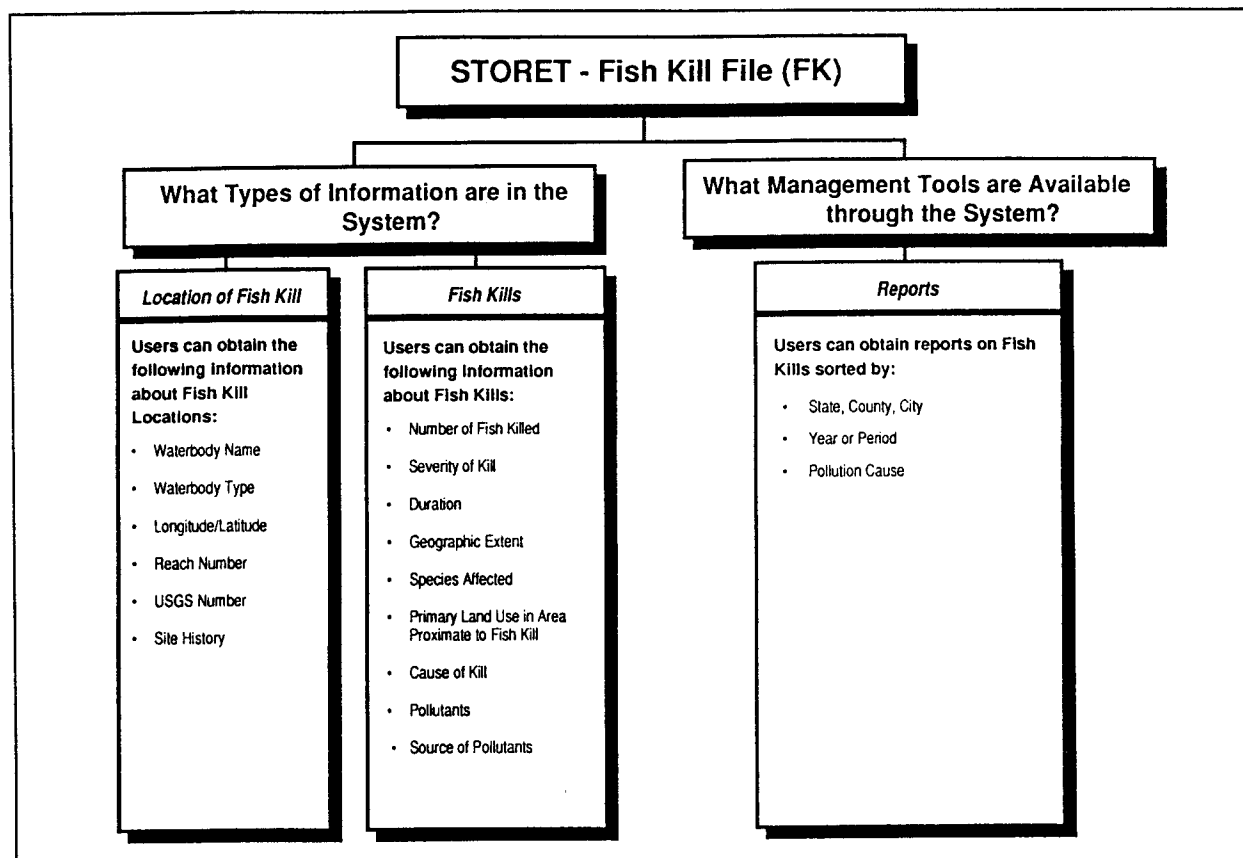 STORET - Fish Kill File (FK)
What Types of Information are in the
System?
What Management Tools are Available
through the System?
Location of Fish Kill
Users can obtain the
following Information
about Fish Kill
Locations:
• Waterbody Name
• Waterbody Type
• Longitude/Latitude
• Reach Number
• USGS Number
• Site History
Fish Kills
Users can obtain the
following Information
about Fish Kills:
• Number of Fish Killed
• Severity of Kill
• Duration
• Geographic Extent
• Species Affected
• Primary Land Use in Area
Proximate to Fish Kill
• Cause of Kill
• Pollutants
• Source of Pollutants
Reports
Users can obtain reports on Fish
Kills sorted by:
• State, County, City
• Year or Period
• Pollution Cause